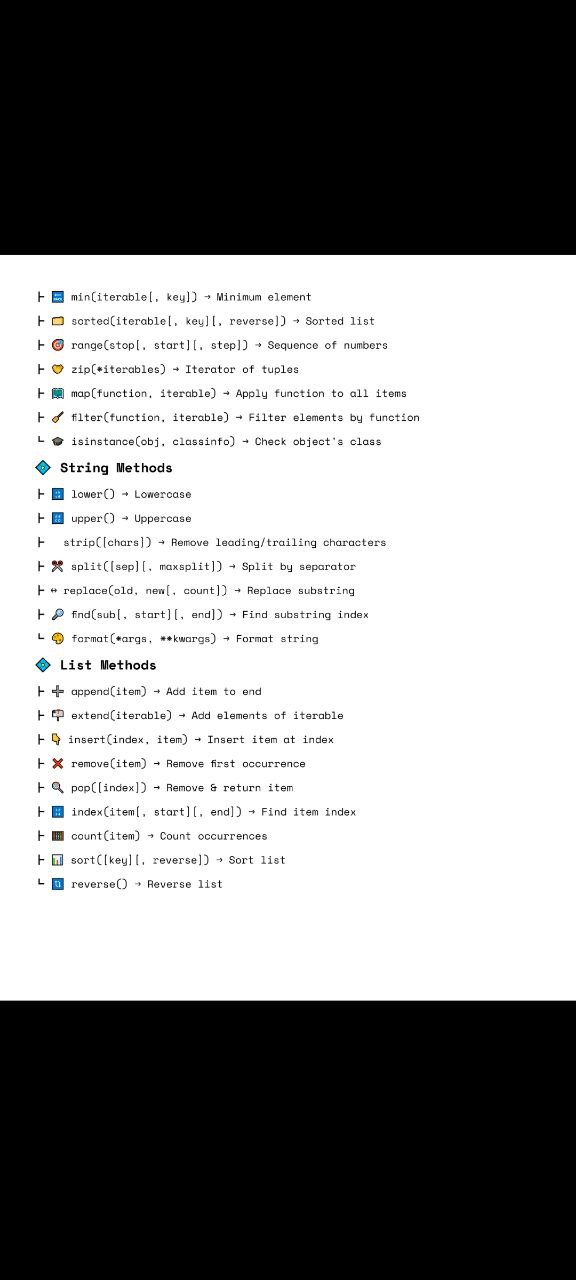 ├ 🔢 min(iterable[, key]) → Minimum element
├ 🗂 sorted(iterable[, key][, reverse]) → Sorted list
├ 🎯 range(stop[, start][, step]) → Sequence of numbers
├ 🤝 zip(*iterables) → Iterator of tuples
├ 🗺 map(function, iterable) → Apply function to all items
├ 🧹 filter(function, iterable) → Filter elements by function
└ 🎓 isinstance(obj, classinfo) → Check object's class
💠 String Methods
├ 🔡 lower() → Lowercase
├ 🔠 upper() → Uppercase
├ strip([chars]) → Remove leading/trailing characters
├ ✂ split([sep][, maxsplit]) → Split by separator
├ ↔ replace(old, new[, count]) → Replace substring
├ 🔎 find(sub[, start][, end]) → Find substring index
└ 🎨 format(*args, **kwargs) → Format string
💠 List Methods
├ ➕ append(item) → Add item to end
├ 📬 extend(iterable) → Add elements of iterable
├ 👇 insert(index, item) → Insert item at index
├ ❌ remove(item) → Remove first occurrence
├ 🔍 pop([index]) → Remove & return item
├ 🔢 index(item[, start][, end]) → Find item index
├ 🧮 count(item) → Count occurrences
├ 📊 sort([key][, reverse]) → Sort list
└ 🔃 reverse() → Reverse list